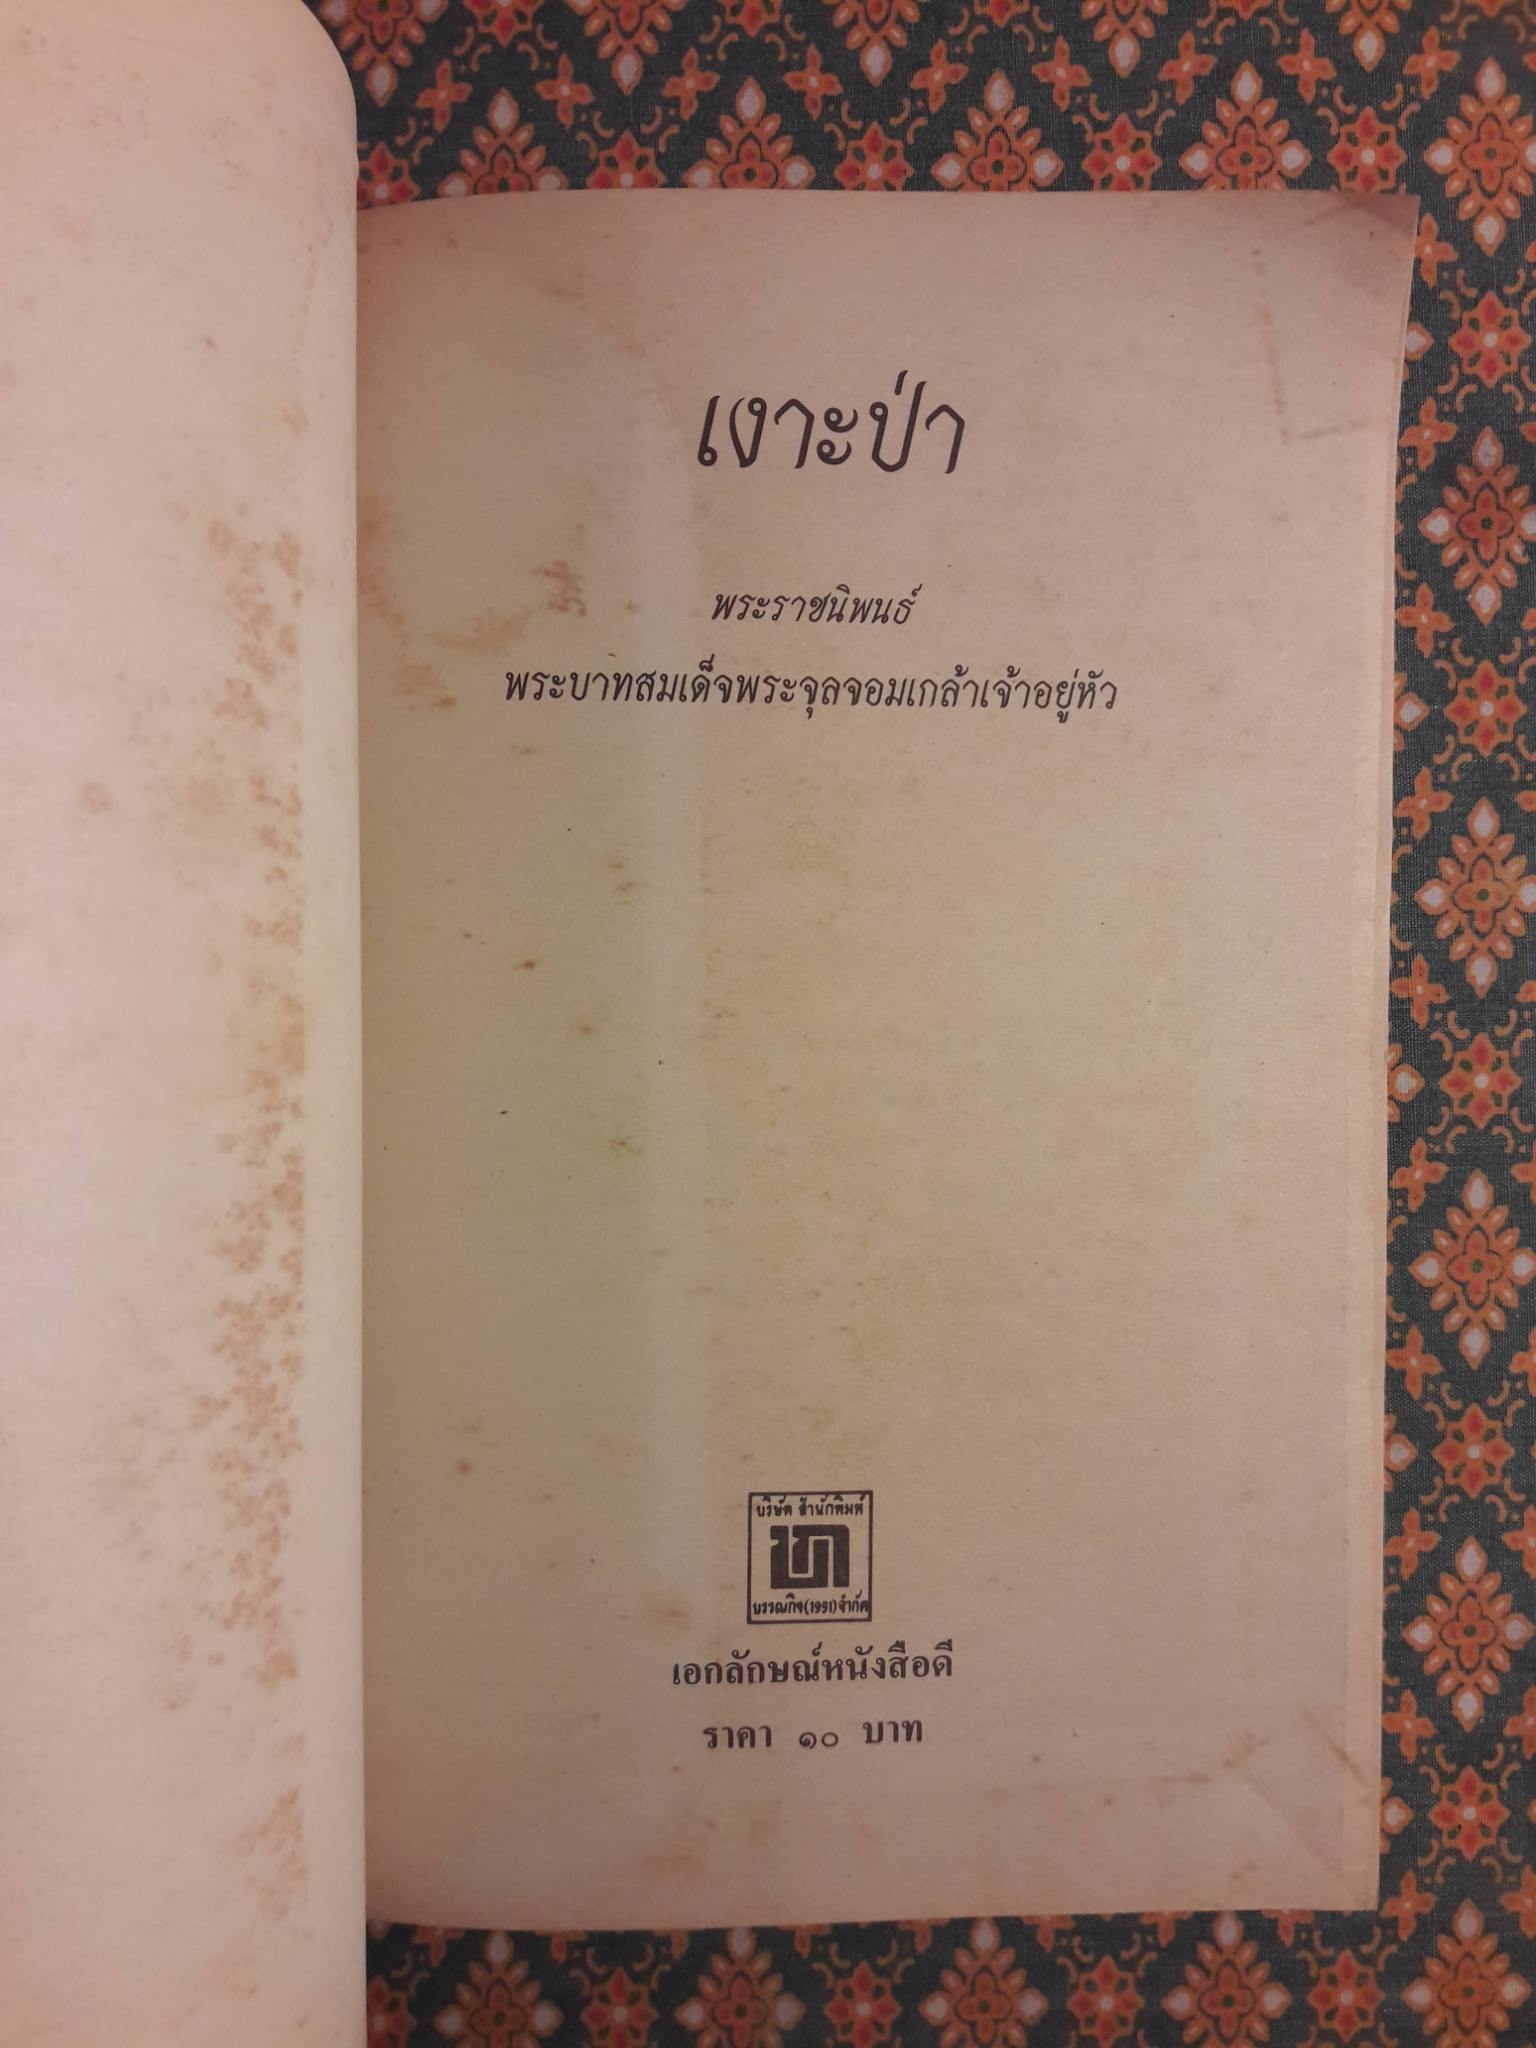 เงาะป่า
พระราชนิพนธ์
พระบาทสมเด็จพระจุลจอมเกล้าเจ้าอยู่หัว
บริษัท สำนักพิมพ์
บรรณกิจ(1991)จำกัด
เอกลักษณ์หนังสือดี
ราคา ๑๐ บาท